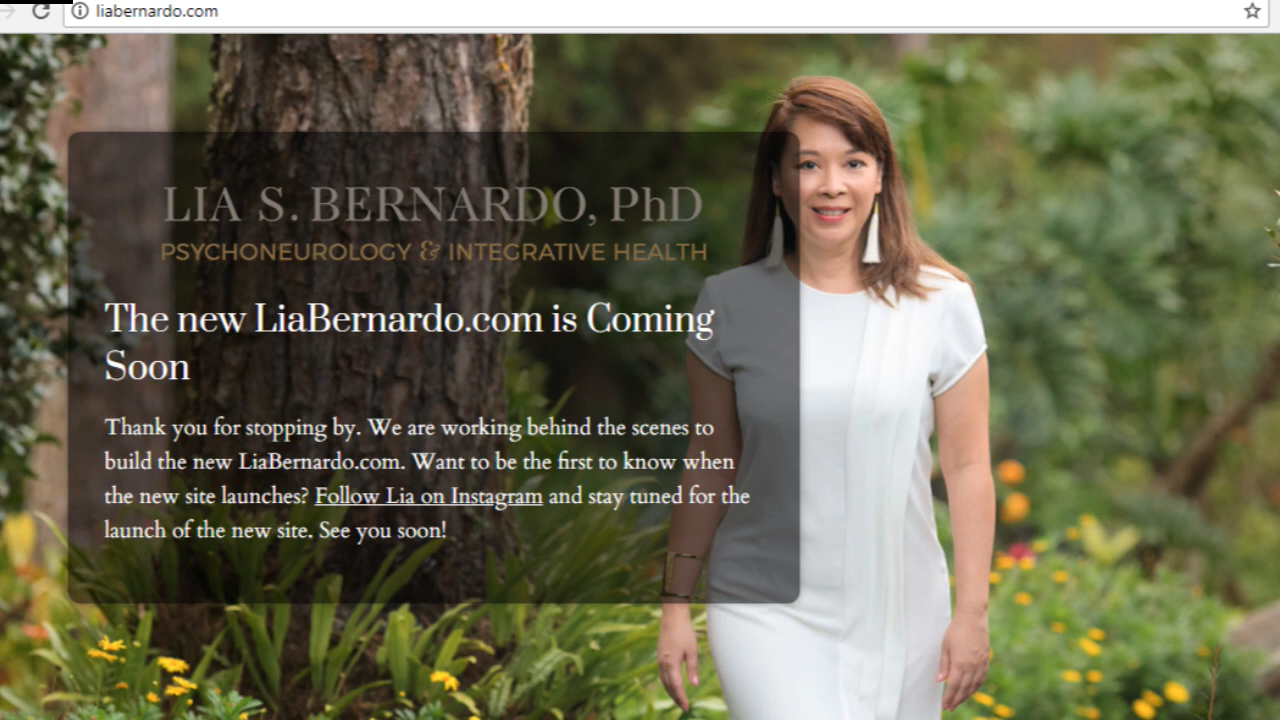 liabernardo.com
LIA S. BERNARDO, PhD
PSYCHONEUROLOGY & INTEGRATIVE HEALTH
The new LiaBernardo.com is Coming
Soon
Thank you for stopping by. We are working behind the scenes to
build the new LiaBernardo.com. Want to be the first to know when
the new site launches? Follow Lia on Instagram and stay tuned for the
launch of the new site. See you soon!